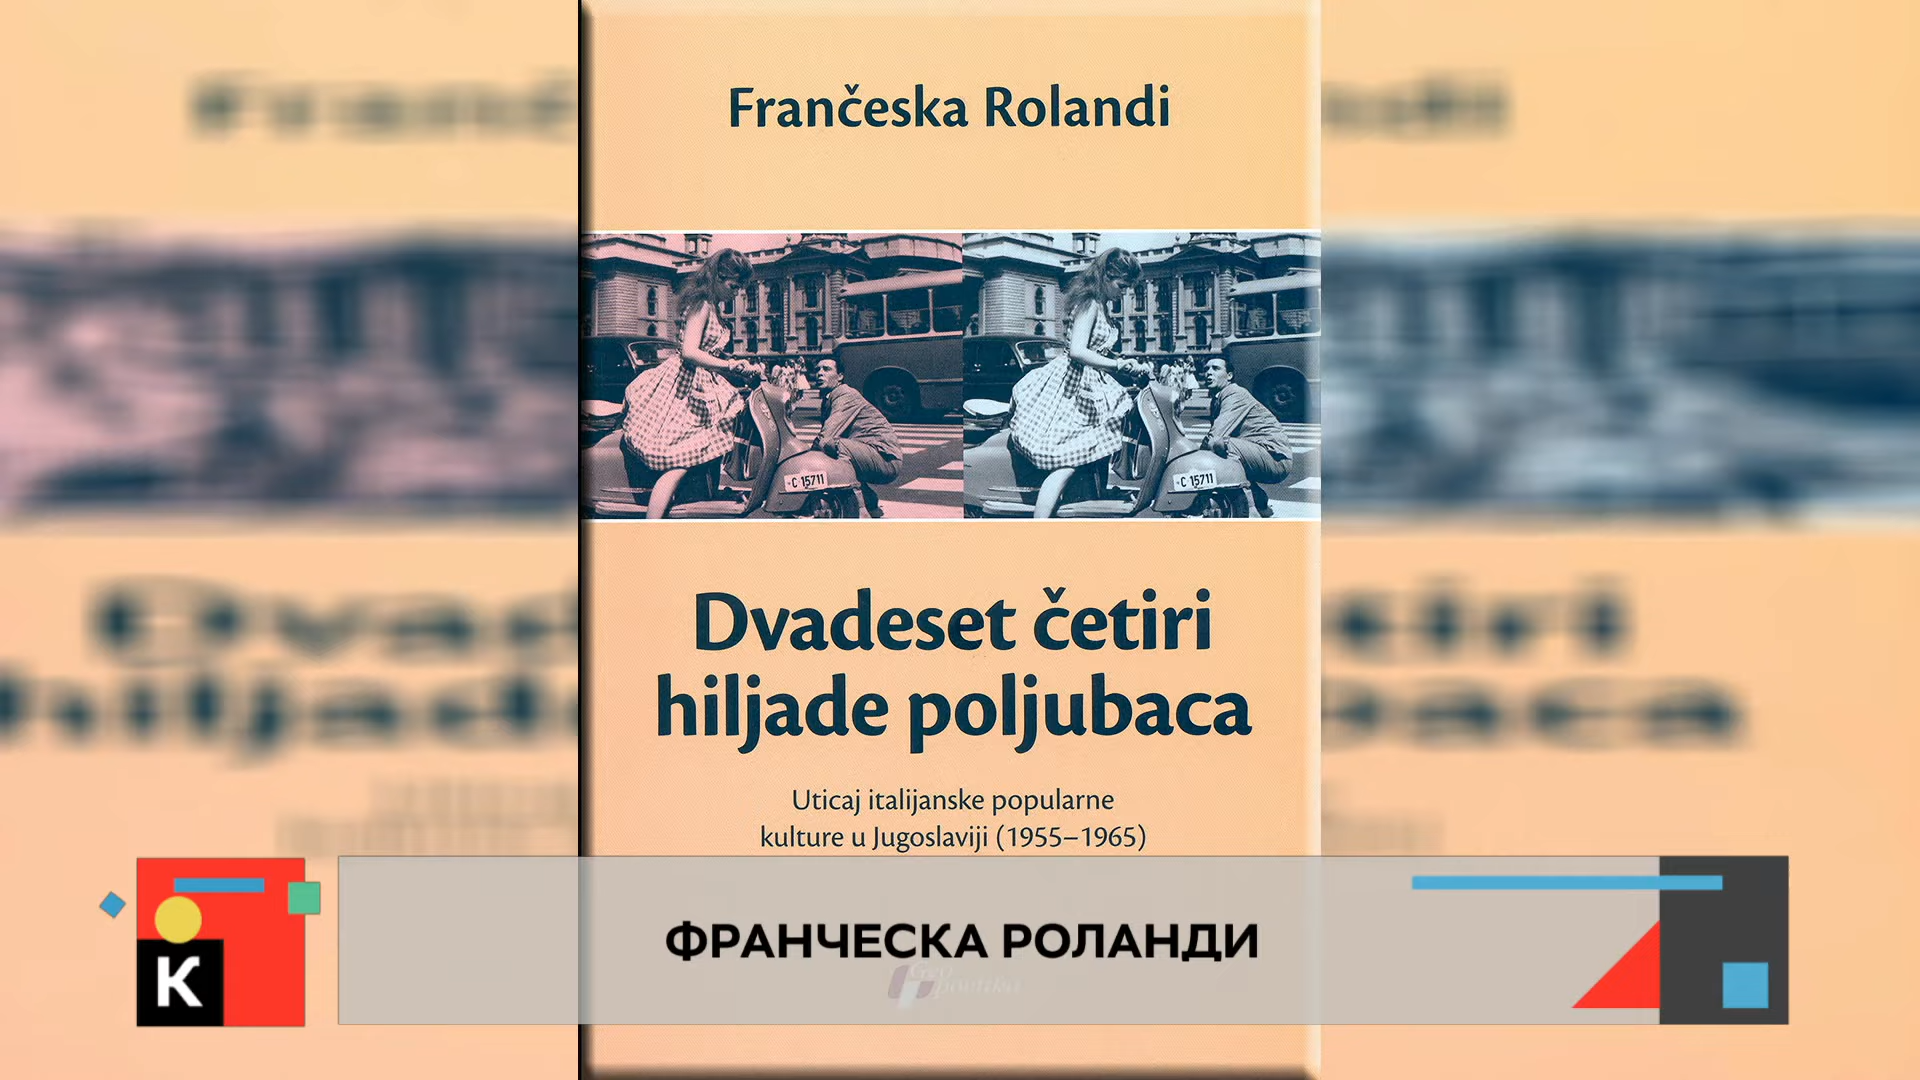 Frančeska Rolandi
C 15711
C 15711
Dvadeset četiri
hiljade poljubaca
Uticaj italijanske popularne
kulture u Jugoslaviji (1955–1965)
K
ФРАНЧЕСКА РОЛАНДИ